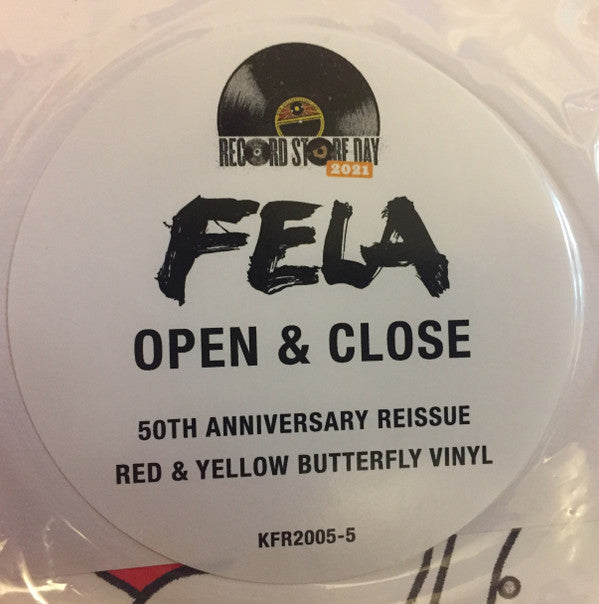 RECORD STORE DAY
2021
FELA
OPEN & CLOSE
50TH ANNIVERSARY REISSUE
RED & YELLOW BUTTERFLY VINYL
KFR2005-5